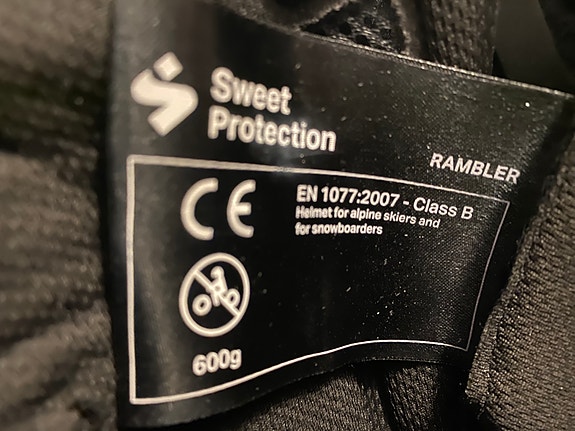 Sweet
Protection
RAMBLER
CE
EN 1077:2007 - Class B
Helmet for alpine skiers and
for snowboarders
600g